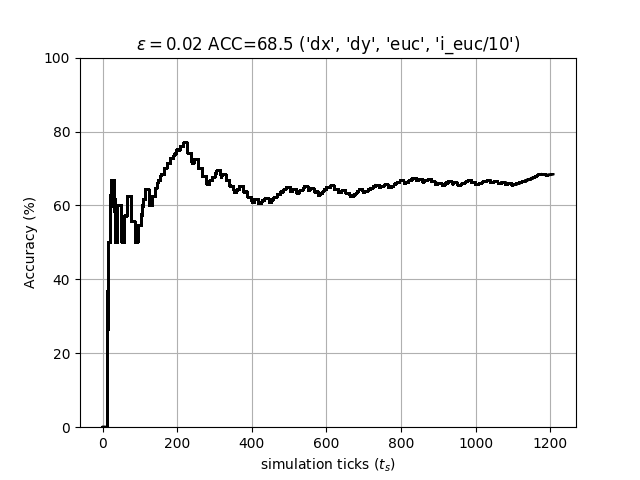 ε = 0.02 ACC=68.5 ('dx', 'dy', 'euc', 'i_euc/10')
100
80
60
40
20
0
Accuracy (%)
0 200 400 600 800 1000 1200
simulation ticks (tₛ)